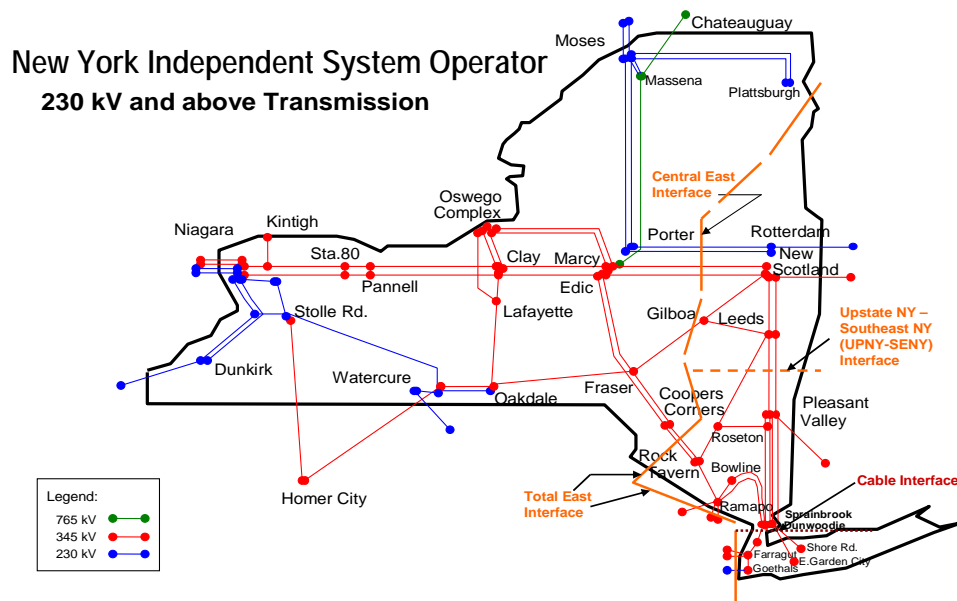 Chateauguay
Moses
New York Independent System Operator
230 kV and above Transmission
Massena
Plattsburgh
Central East
Interface
Oswego
Complex
Niagara
Kintigh
Porter
Rotterdam
Sta.80
Clay
Marcy
New
Scotland
Pannell
Edic
Stolle Rd.
Lafayette
Gilboa
Leeds
Upstate NY –
Southeast NY
(UPNY-SENY)
Interface
Dunkirk
Watercure
Oakdale
Fraser
Coopers
Corners
Pleasant
Valley
Roseton
Rock
Tavern
Bowline
Homer City
Total East
Interface
Ramapo
Cable Interface
Sprainbrook
Dunwoodie
Legend:
765 kV
345 kV
230 kV
Shore Rd.
Farragut
E.Garden City
Goethals